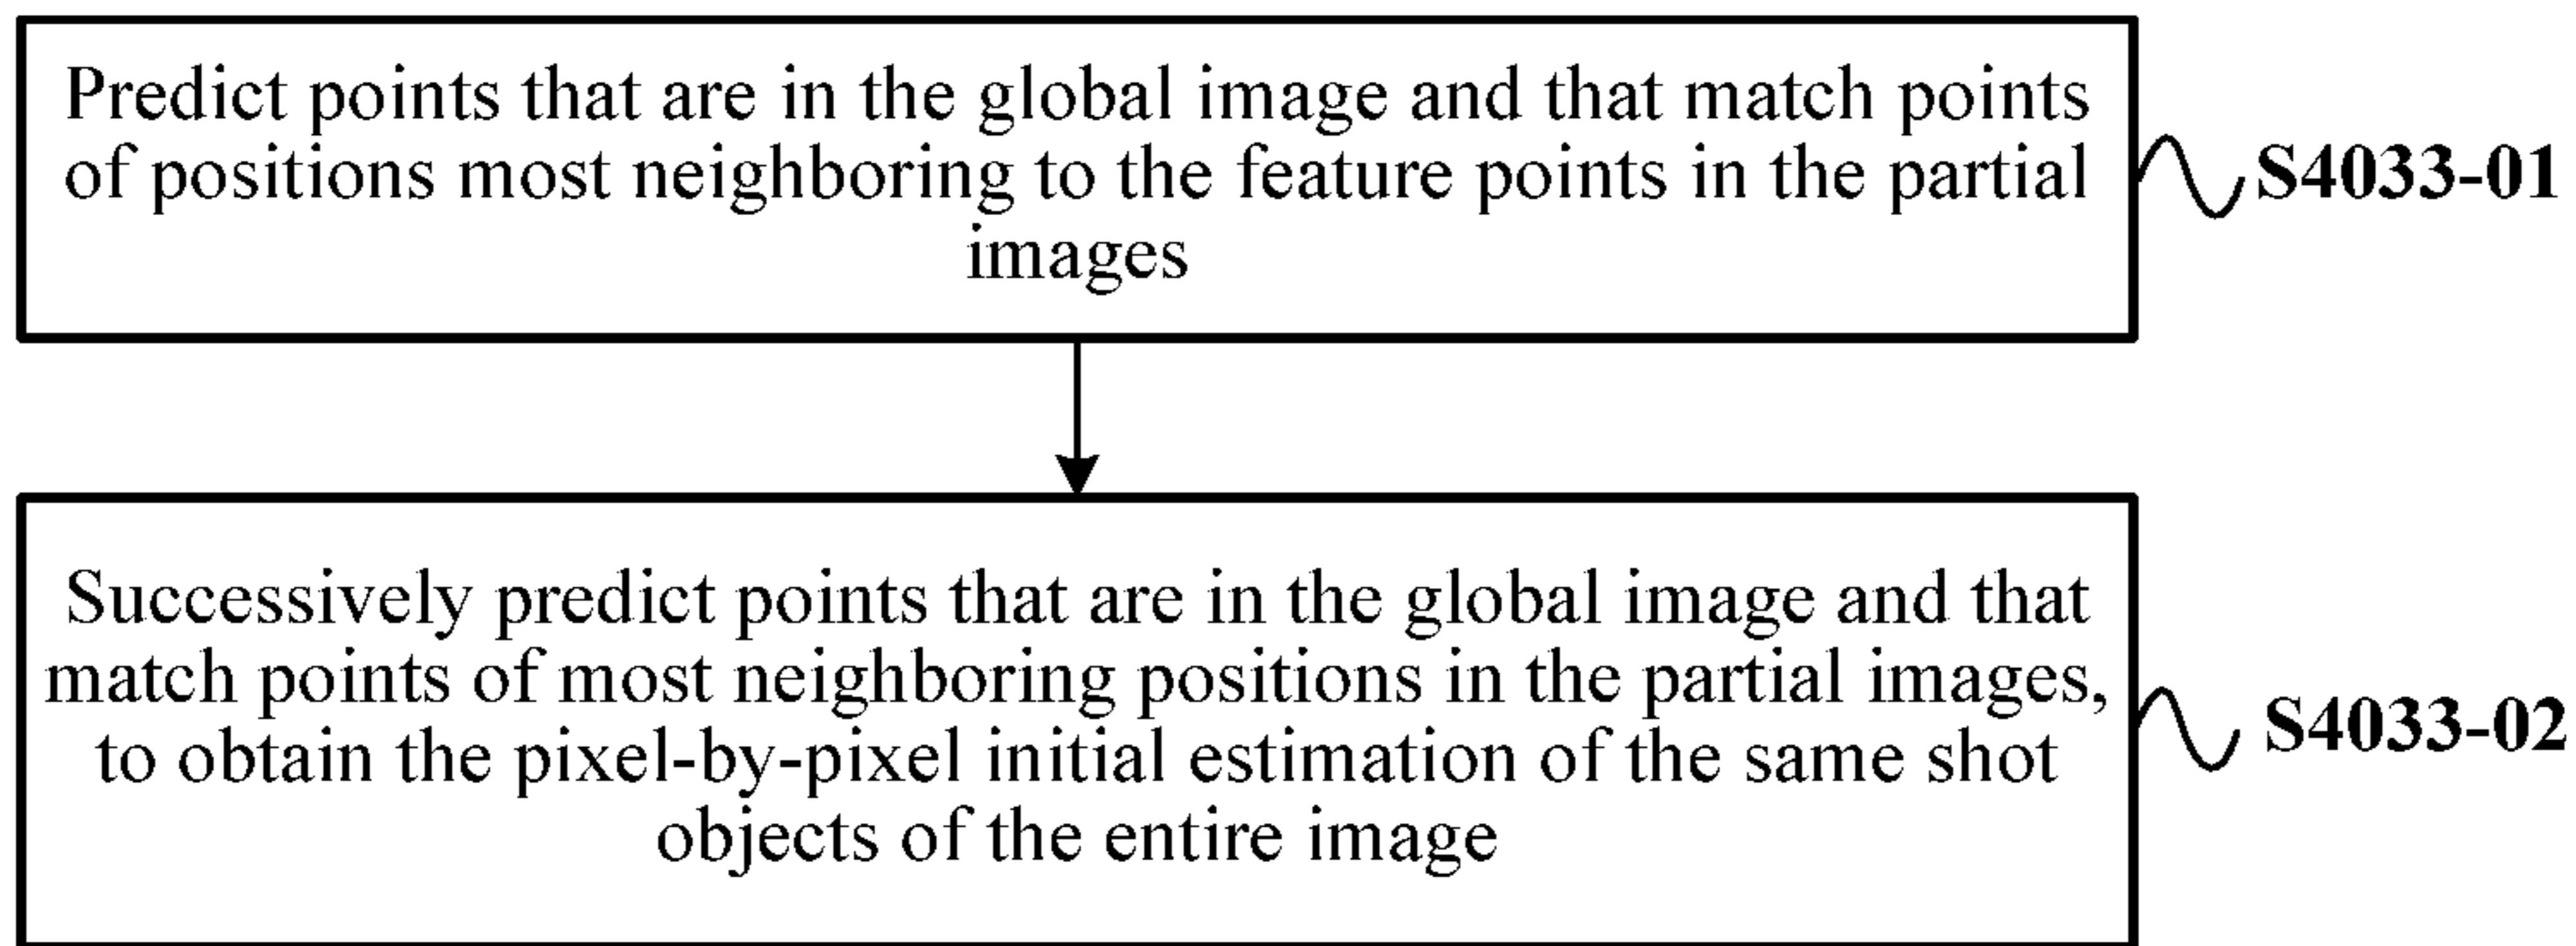 Predict points that are in the global image and that match points
of positions most neighboring to the feature points in the partial
images
S4033-01
Successively predict points that are in the global image and that
match points of most neighboring positions in the partial images,
to obtain the pixel-by-pixel initial estimation of the same shot
objects of the entire image
S4033-02